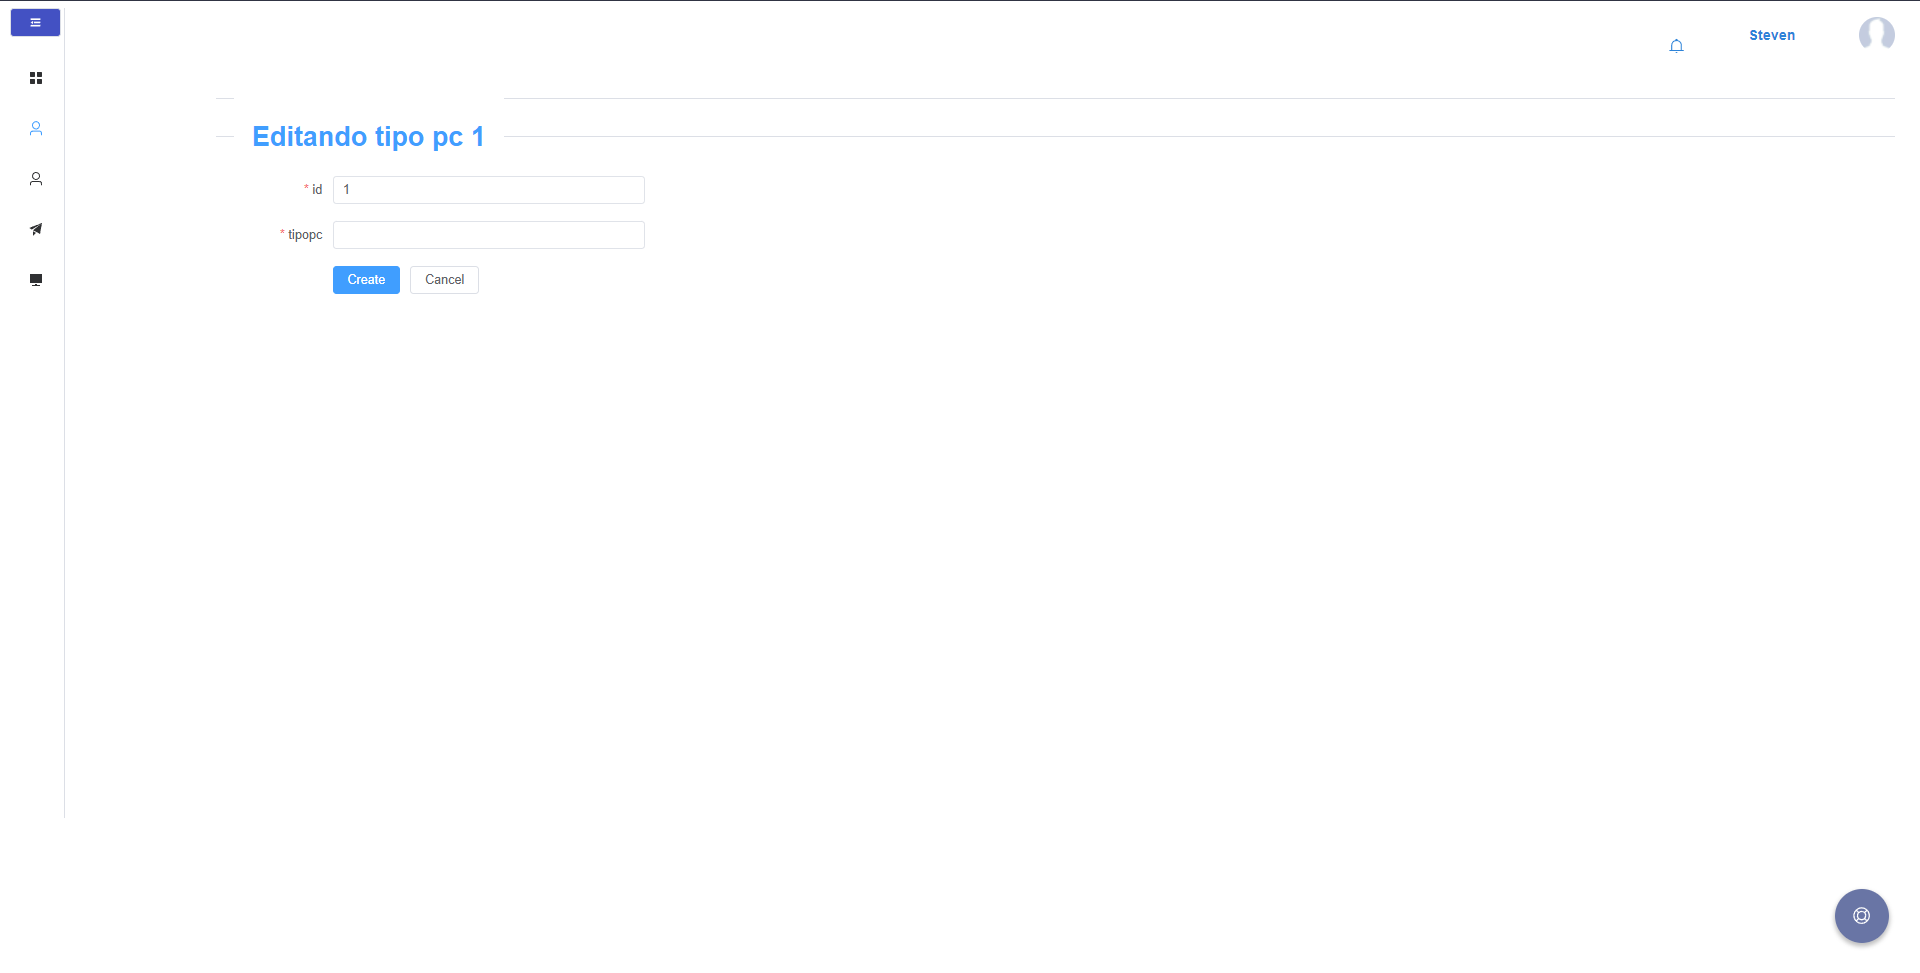 Steven
Editando tipo pc 1
* id 1
* tipopc
Create Cancel